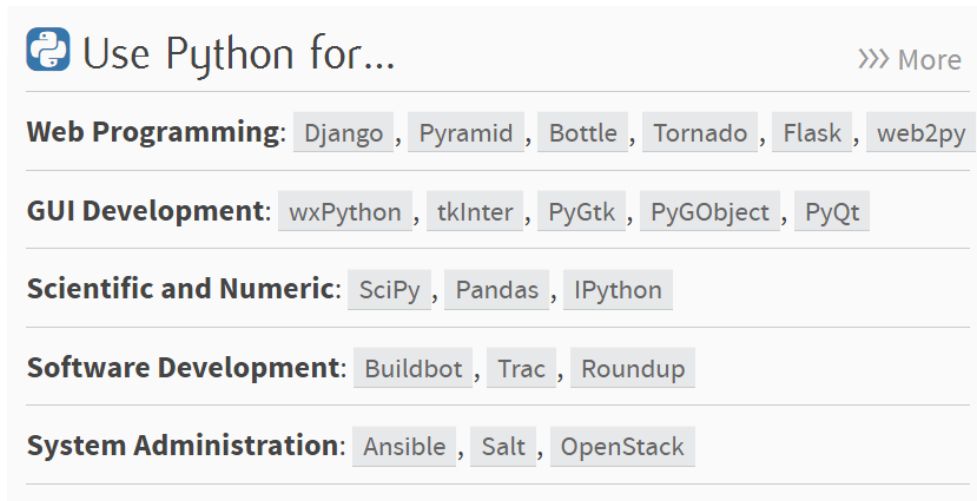 Use Python for...
>>> More
Web Programming: Django, Pyramid, Bottle, Tornado, Flask, web2py
GUI Development: wxPython, tkInter, PyGtk, PyGObject, PyQt
Scientific and Numeric: SciPy, Pandas, IPython
Software Development: Buildbot, Trac, Roundup
System Administration: Ansible, Salt, OpenStack